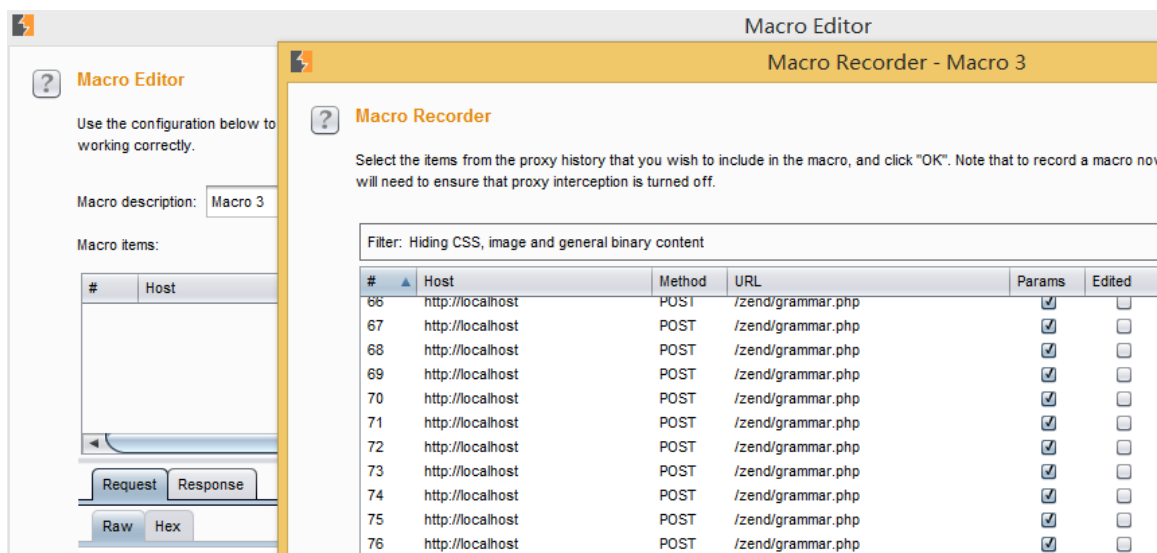 Macro Editor
Macro Recorder - Macro 3
Macro Editor
Use the configuration below to
working correctly.
Macro description: Macro 3
Macro items:
# Host
Request Response
Raw Hex
Macro Recorder
Select the items from the proxy history that you wish to include in the macro, and click "OK". Note that to record a macro nov
will need to ensure that proxy interception is turned off.
Filter: Hiding CSS, image and general binary content
# Host Method URL Params Edited
66 http://localhost POST /zend/grammar.php
67 http://localhost POST /zend/grammar.php
68 http://localhost POST /zend/grammar.php
69 http://localhost POST /zend/grammar.php
70 http://localhost POST /zend/grammar.php
71 http://localhost POST /zend/grammar.php
72 http://localhost POST /zend/grammar.php
73 http://localhost POST /zend/grammar.php
74 http://localhost POST /zend/grammar.php
75 http://localhost POST /zend/grammar.php
76 http://localhost POST /zend/grammar.php